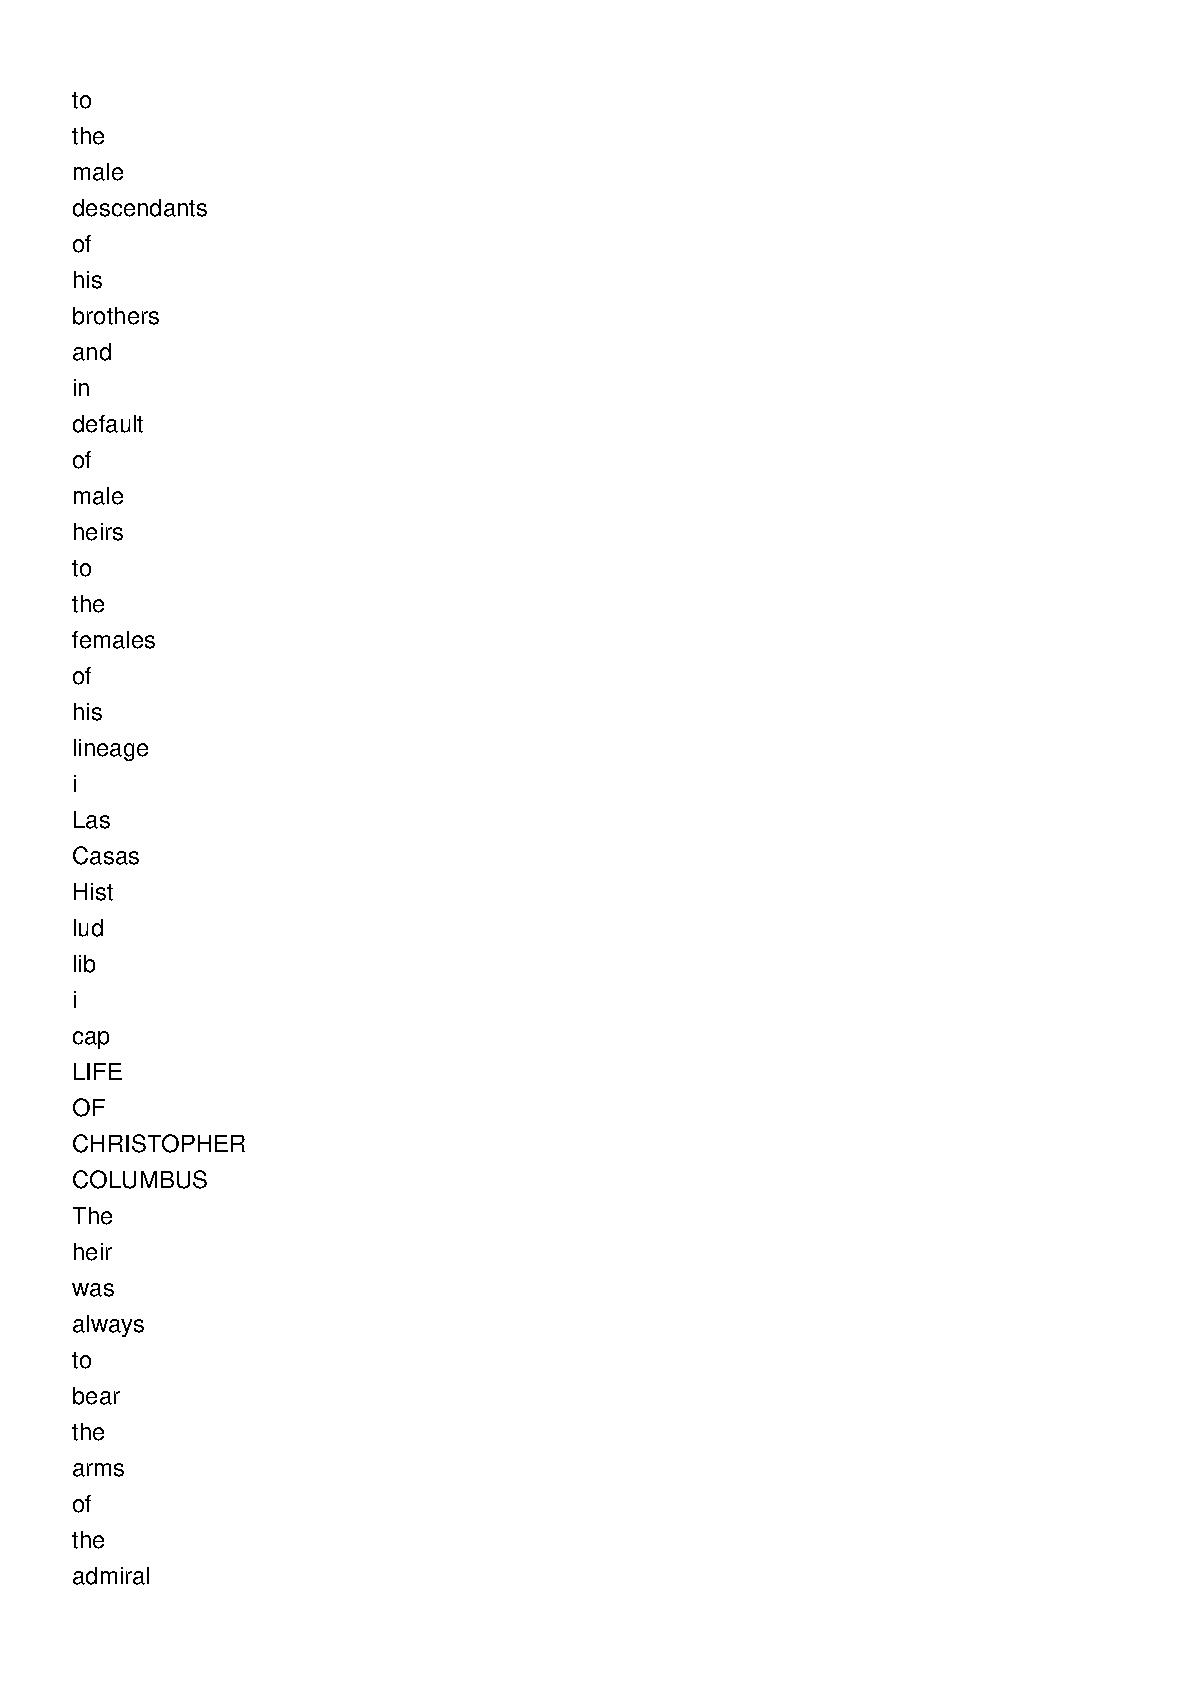 to
the
male
descendants
of
his
brothers
and
in
default
of
male
heirs
to
the
females
of
his
lineage
i
Las
Casas
Hist
lud
lib
i
cap
LIFE
OF
CHRISTOPHER
COLUMBUS
The
heir
was
always
to
bear
the
arms
of
the
admiral